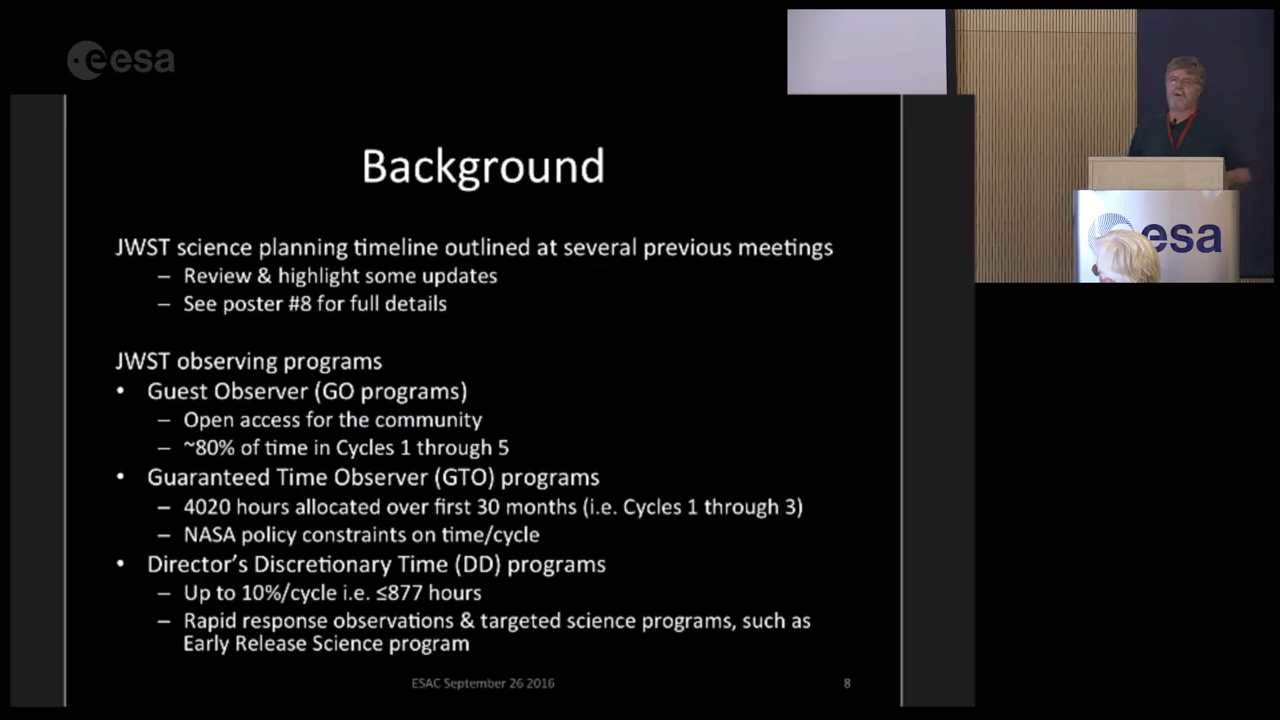 esa
Background
JWST science planning timeline outlined at several previous meetings
– Review & highlight some updates
– See poster #8 for full details
JWST observing programs
• Guest Observer (GO programs)
– Open access for the community
– ~80% of time in Cycles 1 through 5
• Guaranteed Time Observer (GTO) programs
– 4020 hours allocated over first 30 months (i.e. Cycles 1 through 3)
– NASA policy constraints on time/cycle
• Director's Discretionary Time (DD) programs
– Up to 10%/cycle i.e. ≤877 hours
– Rapid response observations & targeted science programs, such as
Early Release Science program
ESAC September 26 2016
8
esa